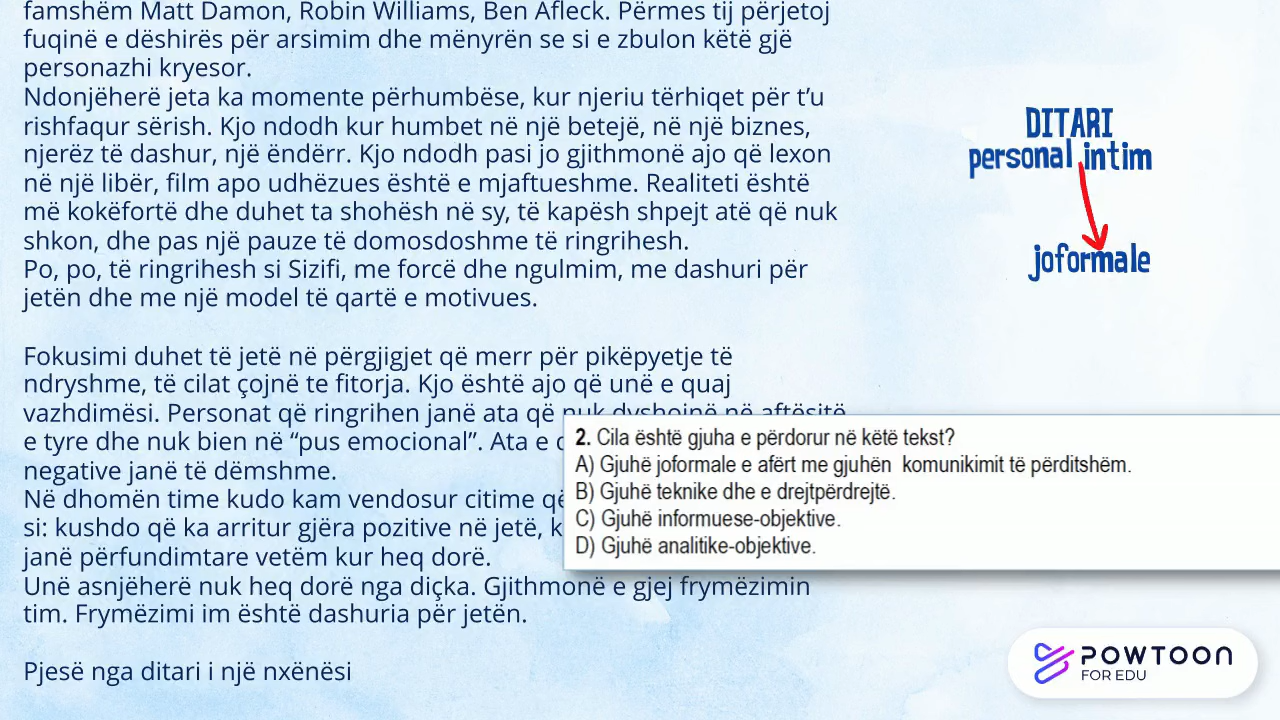 famshëm Matt Damon, Robin Williams, Ben Afleck. Përmes tij përjetoj
fuqinë e dëshirës për arsimim dhe mënyrën se si e zbulon këtë gjë
personazhi kryesor.
Ndonjëherë jeta ka momente përhumbëse, kur njeriu tërhiqet për t’u
rishfaqur sërish. Kjo ndodh kur humbet në një betejë, në një biznes,
njerëz të dashur, një ëndërr. Kjo ndodh pasi jo gjithmonë ajo që lexon
në një libër, film apo udhëzues është e mjaftueshme. Realiteti është
më kokëfortë dhe duhet ta shohësh në sy, të kapësh shpejt atë që nuk
shkon, dhe pas një pauze të domosdoshme të ringrihesh.
Po, po, të ringrihesh si Sizifi, me forcë dhe ngulmim, me dashuri për
jetën dhe me një model të qartë e motivues.
Fokusimi duhet të jetë në përgjigjet që merr për pikëpyetje të
ndryshme, të cilat çojnë te fitorja. Kjo është ajo që unë e quaj
vazhdimësi. Personat që ringrihen janë ata që nuk dyshojnë në aftësitë
e tyre dhe nuk bien në “pus emocional”. Ata e
negative janë të dëmshme.
Në dhomën time kudo kam vendosur citime që
si: kushdo që ka arritur gjëra pozitive në jetë,
janë përfundimtare vetëm kur heq dorë.
Unë asnjëherë nuk heq dorë nga diçka. Gjithmonë e gjej frymëzimin
tim. Frymëzimi im është dashuria për jetën.
Pjesë nga ditari i një nxënësi
DITARI
personal intim
joformale
2. Cila është gjuha e përdorur në këtë tekst?
A) Gjuhë joformale e afërt me gjuhën komunikimit të përditshëm.
B) Gjuhë teknike dhe e drejtpërdrejtë.
C) Gjuhë informuese-objektive.
D) Gjuhë analitike-objektive.
POWTOON
FOR EDU